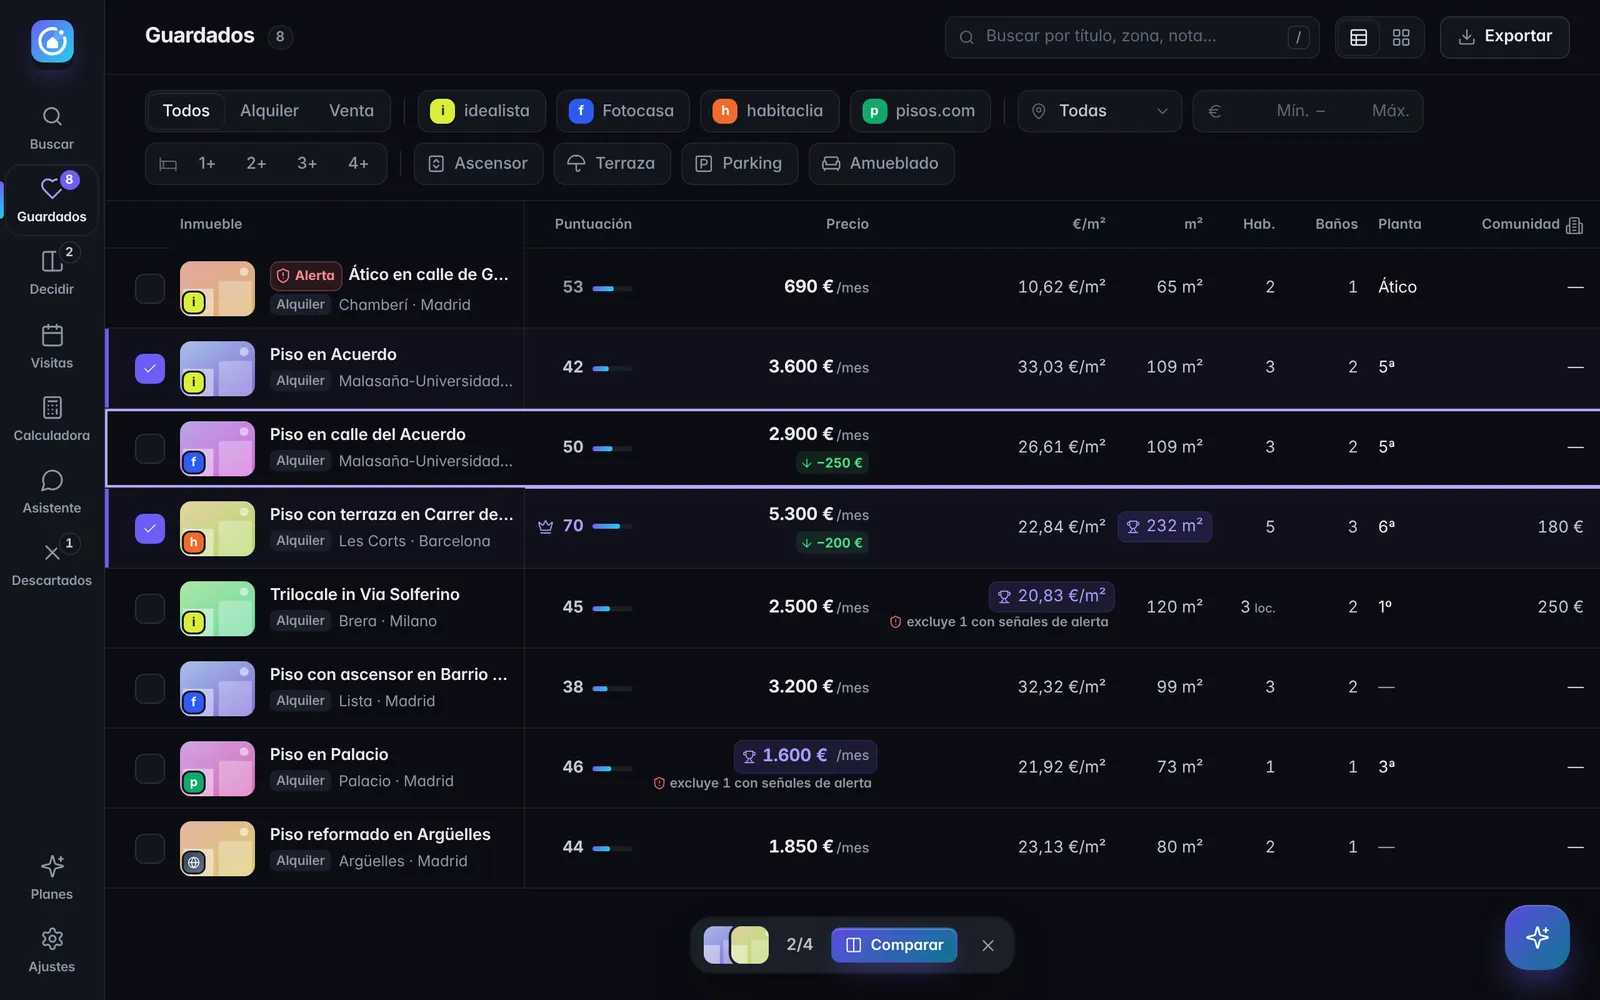 Guardados 8
Buscar por título, zona, nota... /
Exportar
Buscar
8
Guardados
2
Decidir
Visitas
Calculadora
Asistente
1
Descartados
Planes
Ajustes
Todos Alquiler Venta
i idealista
f Fotocasa
h habitaclia
p pisos.com
Todas
€ Mín. – Máx.
1+ 2+ 3+ 4+
Ascensor
Terraza
P Parking
Amueblado
Inmueble Puntuación Precio €/m² m² Hab. Baños Planta Comunidad
Alerta Ático en calle de G...
i Alquiler Chamberí · Madrid
53 690 € /mes 10,62 €/m² 65 m² 2 1 Ático —
Piso en Acuerdo
i Alquiler Malasaña-Universidad...
42 3.600 € /mes 33,03 €/m² 109 m² 3 2 5ª —
Piso en calle del Acuerdo
f Alquiler Malasaña-Universidad...
50 2.900 € /mes 26,61 €/m² 109 m² 3 2 5ª —
↓ −250 €
Piso con terraza en Carrer de...
h Alquiler Les Corts · Barcelona
70 5.300 € /mes 22,84 €/m² 232 m² 5 3 6ª 180 €
↓ −200 €
Trilocale in Via Solferino
i Alquiler Brera · Milano
45 2.500 € /mes 20,83 €/m² 120 m² 3 loc. 2 1º 250 €
excluye 1 con señales de alerta
Piso con ascensor en Barrio ...
f Alquiler Lista · Madrid
38 3.200 € /mes 32,32 €/m² 99 m² 3 2 — —
Piso en Palacio
p Alquiler Palacio · Madrid
46 1.600 € /mes 21,92 €/m² 73 m² 1 1 3ª —
excluye 1 con señales de alerta
Piso reformado en Argüelles
Alquiler Argüelles · Madrid
44 1.850 € /mes 23,13 €/m² 80 m² 2 1 — —
2/4 Comparar